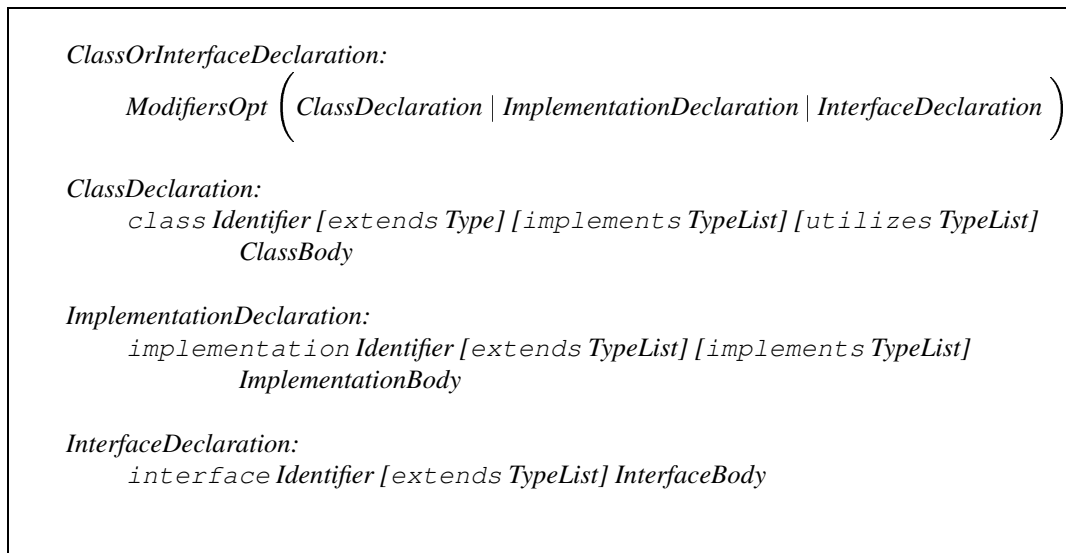 ClassOrInterfaceDeclaration:
ModifiersOpt ( ClassDeclaration | ImplementationDeclaration | InterfaceDeclaration )
ClassDeclaration:
class Identifier [extends Type] [implements TypeList] [utilizes TypeList]
ClassBody
ImplementationDeclaration:
implementation Identifier [extends TypeList] [implements TypeList]
ImplementationBody
InterfaceDeclaration:
interface Identifier [extends TypeList] InterfaceBody